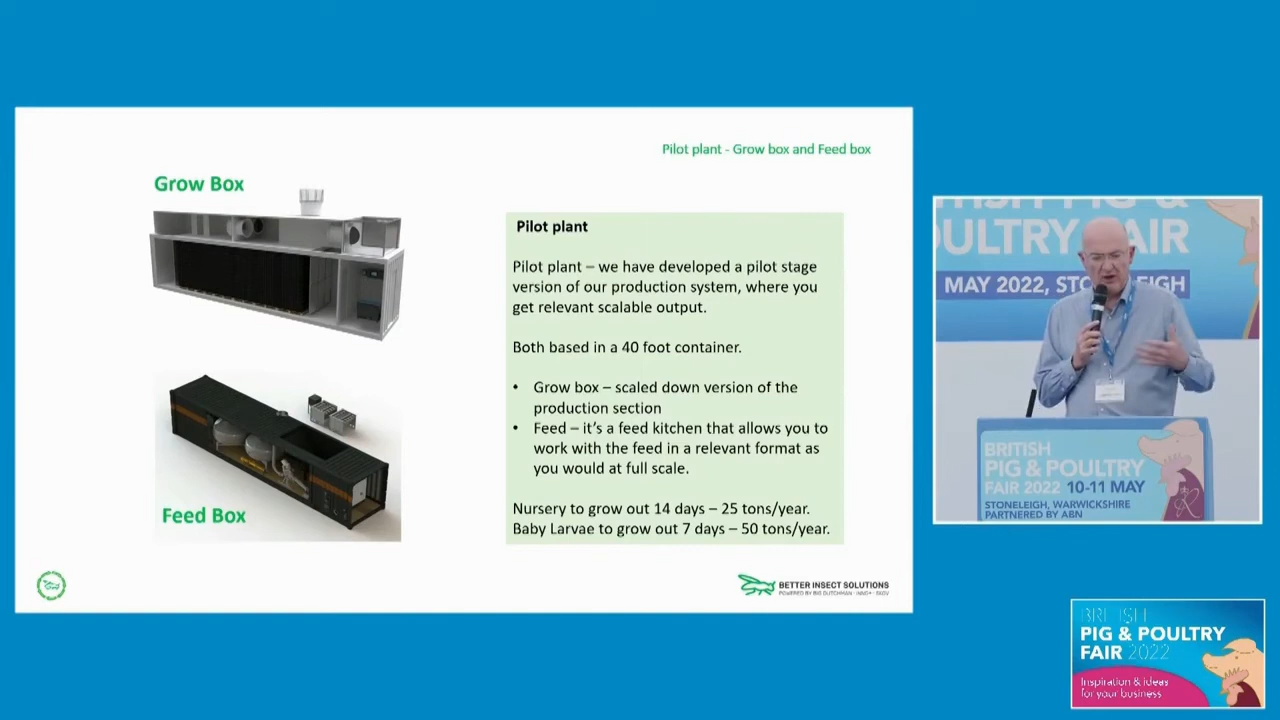 Pilot plant - Grow box and Feed box
Grow Box
Feed Box
Pilot plant
Pilot plant – we have developed a pilot stage
version of our production system, where you
get relevant scalable output.
Both based in a 40 foot container.
• Grow box – scaled down version of the
production section
• Feed – it's a feed kitchen that allows you to
work with the feed in a relevant format as
you would at full scale.
Nursery to grow out 14 days – 25 tons/year.
Baby Larvae to grow out 7 days – 50 tons/year.
BETTER INSECT SOLUTIONS
POWERED BY BIG DUTCHMAN · INNO+ · SKOV
MAY 2022, STONELEIGH
BRITISH
PIG & POULTRY
FAIR 2022 10-11 MAY
STONELEIGH, WARWICKSHIRE
PARTNERED BY ABN
BRITISH
PIG & POULTRY
FAIR 2022
Inspiration & ideas
for your business